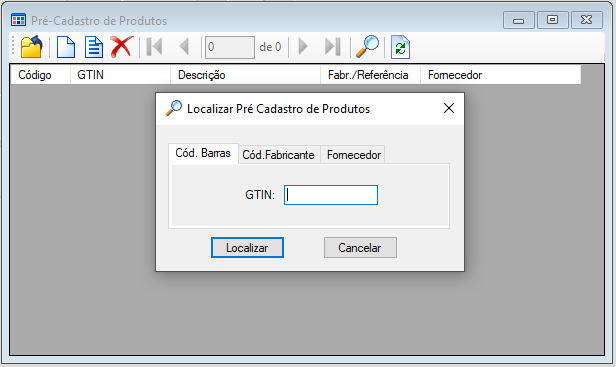 Pré-Cadastro de Produtos
0 de 0
Código GTIN Descrição Fabr./Referência Fornecedor
Localizar Pré Cadastro de Produtos
Cód. Barras Cód.Fabricante Fornecedor
GTIN:
Localizar Cancelar